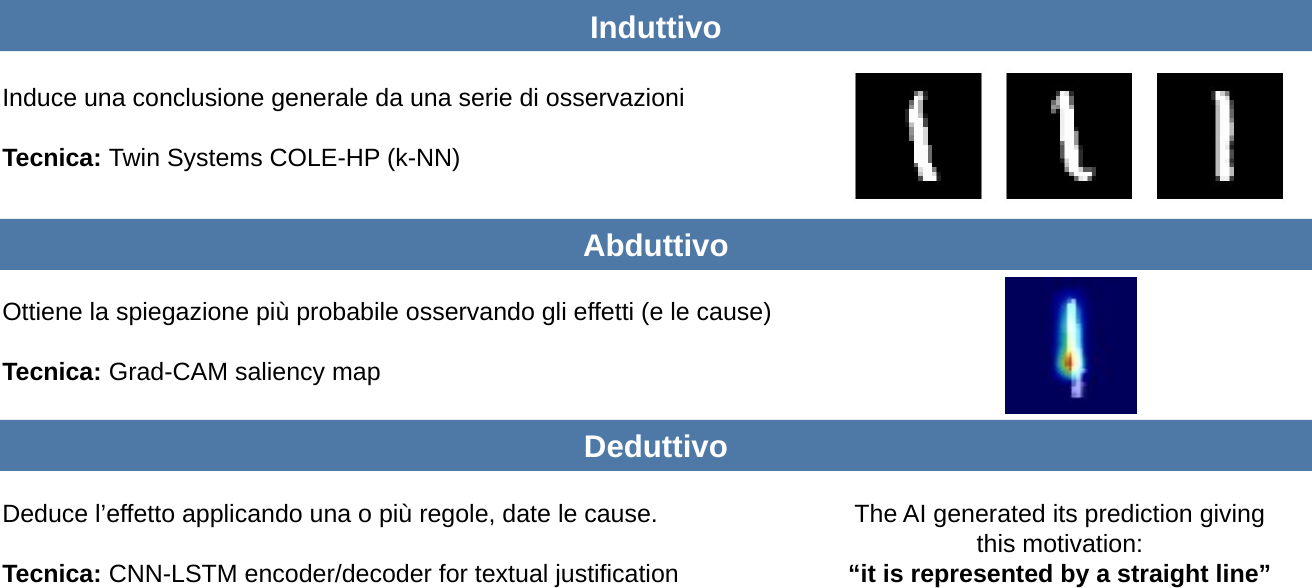 Induttivo
Induce una conclusione generale da una serie di osservazioni
Tecnica: Twin Systems COLE-HP (k-NN)
Abduttivo
Ottiene la spiegazione più probabile osservando gli effetti (e le cause)
Tecnica: Grad-CAM saliency map
Deduttivo
Deduce l’effetto applicando una o più regole, date le cause.
Tecnica: CNN-LSTM encoder/decoder for textual justification
The AI generated its prediction giving
this motivation:
“it is represented by a straight line”